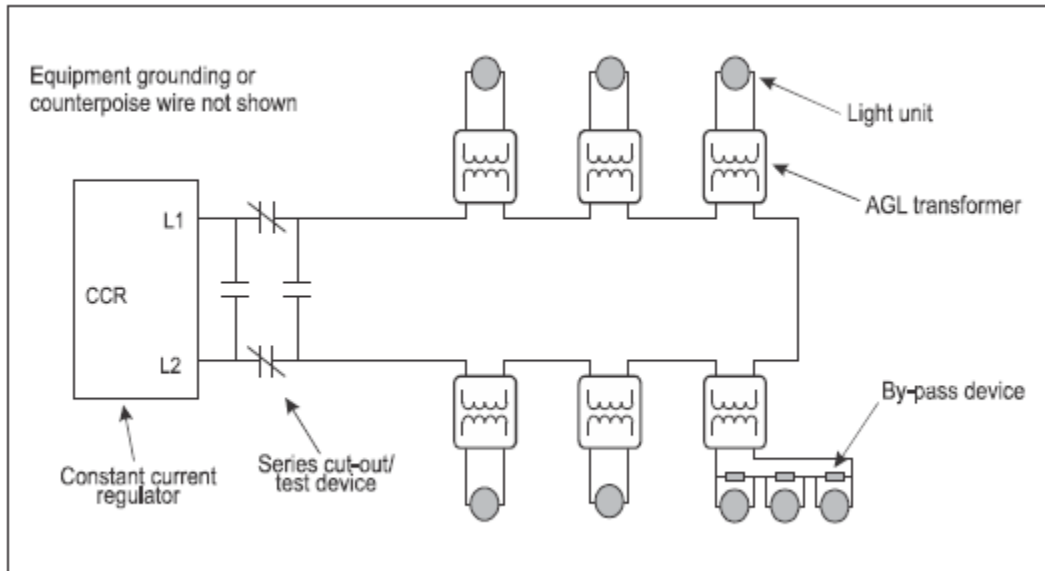 Equipment grounding or
counterpoise wire not shown
Light unit
AGL transformer
L1
CCR
L2
By-pass device
Constant current
regulator
Series cut-out/
test device